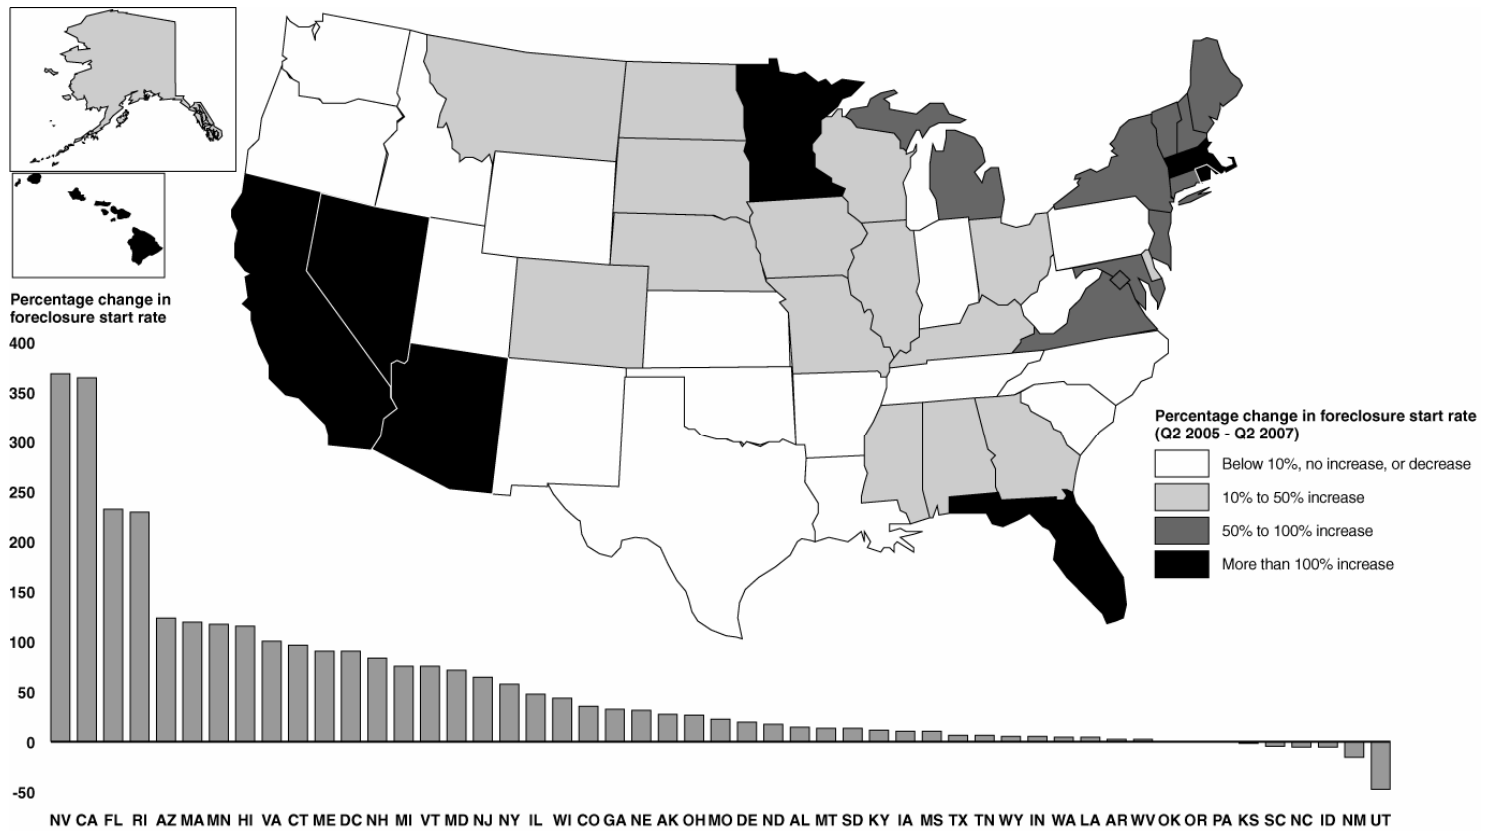 Percentage change in
foreclosure start rate
400
350
300
250
200
150
100
50
0
-50
NV CA FL RI AZ MA MN HI VA CT ME DC NH MI VT MD NJ NY IL WI CO GA NE AK OH MO DE ND AL MT SD KY IA MS TX TN WY IN WA LA AR WV OK OR PA KS SC NC ID NM UT
Percentage change in foreclosure start rate
(Q2 2005 - Q2 2007)
Below 10%, no increase, or decrease
10% to 50% increase
50% to 100% increase
More than 100% increase